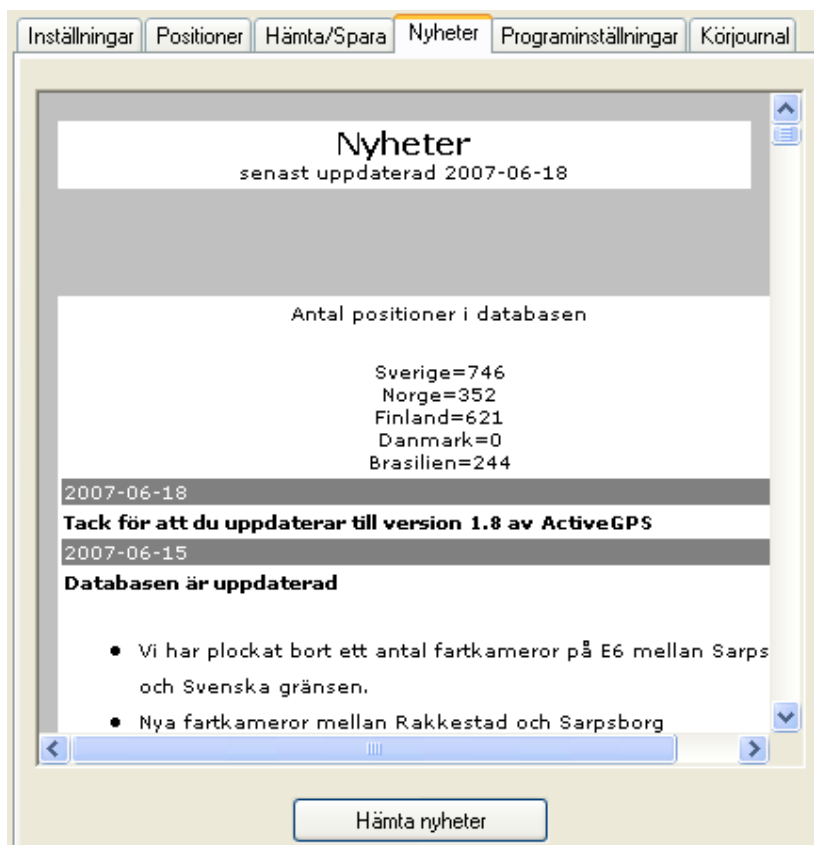 Inställningar Positioner Hämta/Spara Nyheter Programinställningar Körjournal
Nyheter
senast uppdaterad 2007-06-18
Antal positioner i databasen
Sverige=746
Norge=352
Finland=621
Danmark=0
Brasilien=244
2007-06-18
Tack för att du uppdaterar till version 1.8 av ActiveGPS
2007-06-15
Databasen är uppdaterad
• Vi har plockat bort ett antal fartkameror på E6 mellan Sarps
och Svenska gränsen.
• Nya fartkameror mellan Rakkestad och Sarpsborg
Hämta nyheter